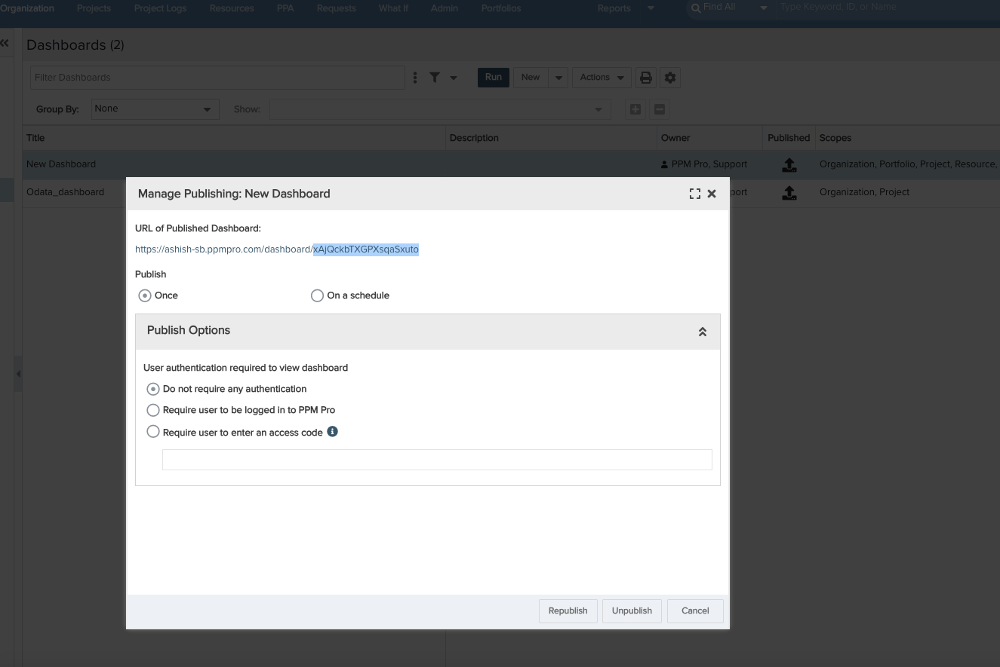 Organization Projects Project Logs Resources PPA Requests What If Admin Portfolios Reports Find All Type Keyword, ID, or Name
Dashboards (2)
Filter Dashboards Run New Actions
Group By: None Show:
Title Description Owner Published Scopes
New Dashboard PPM Pro, Support Organization, Portfolio, Project, Resource,
Odata_dashboard port Organization, Project
Manage Publishing: New Dashboard
URL of Published Dashboard:
https://ashish-sb.ppmpro.com/dashboard/xAjQckbTXGPXsqaSxuto
Publish
Once On a schedule
Publish Options
User authentication required to view dashboard
Do not require any authentication
Require user to be logged in to PPM Pro
Require user to enter an access code
Republish Unpublish Cancel